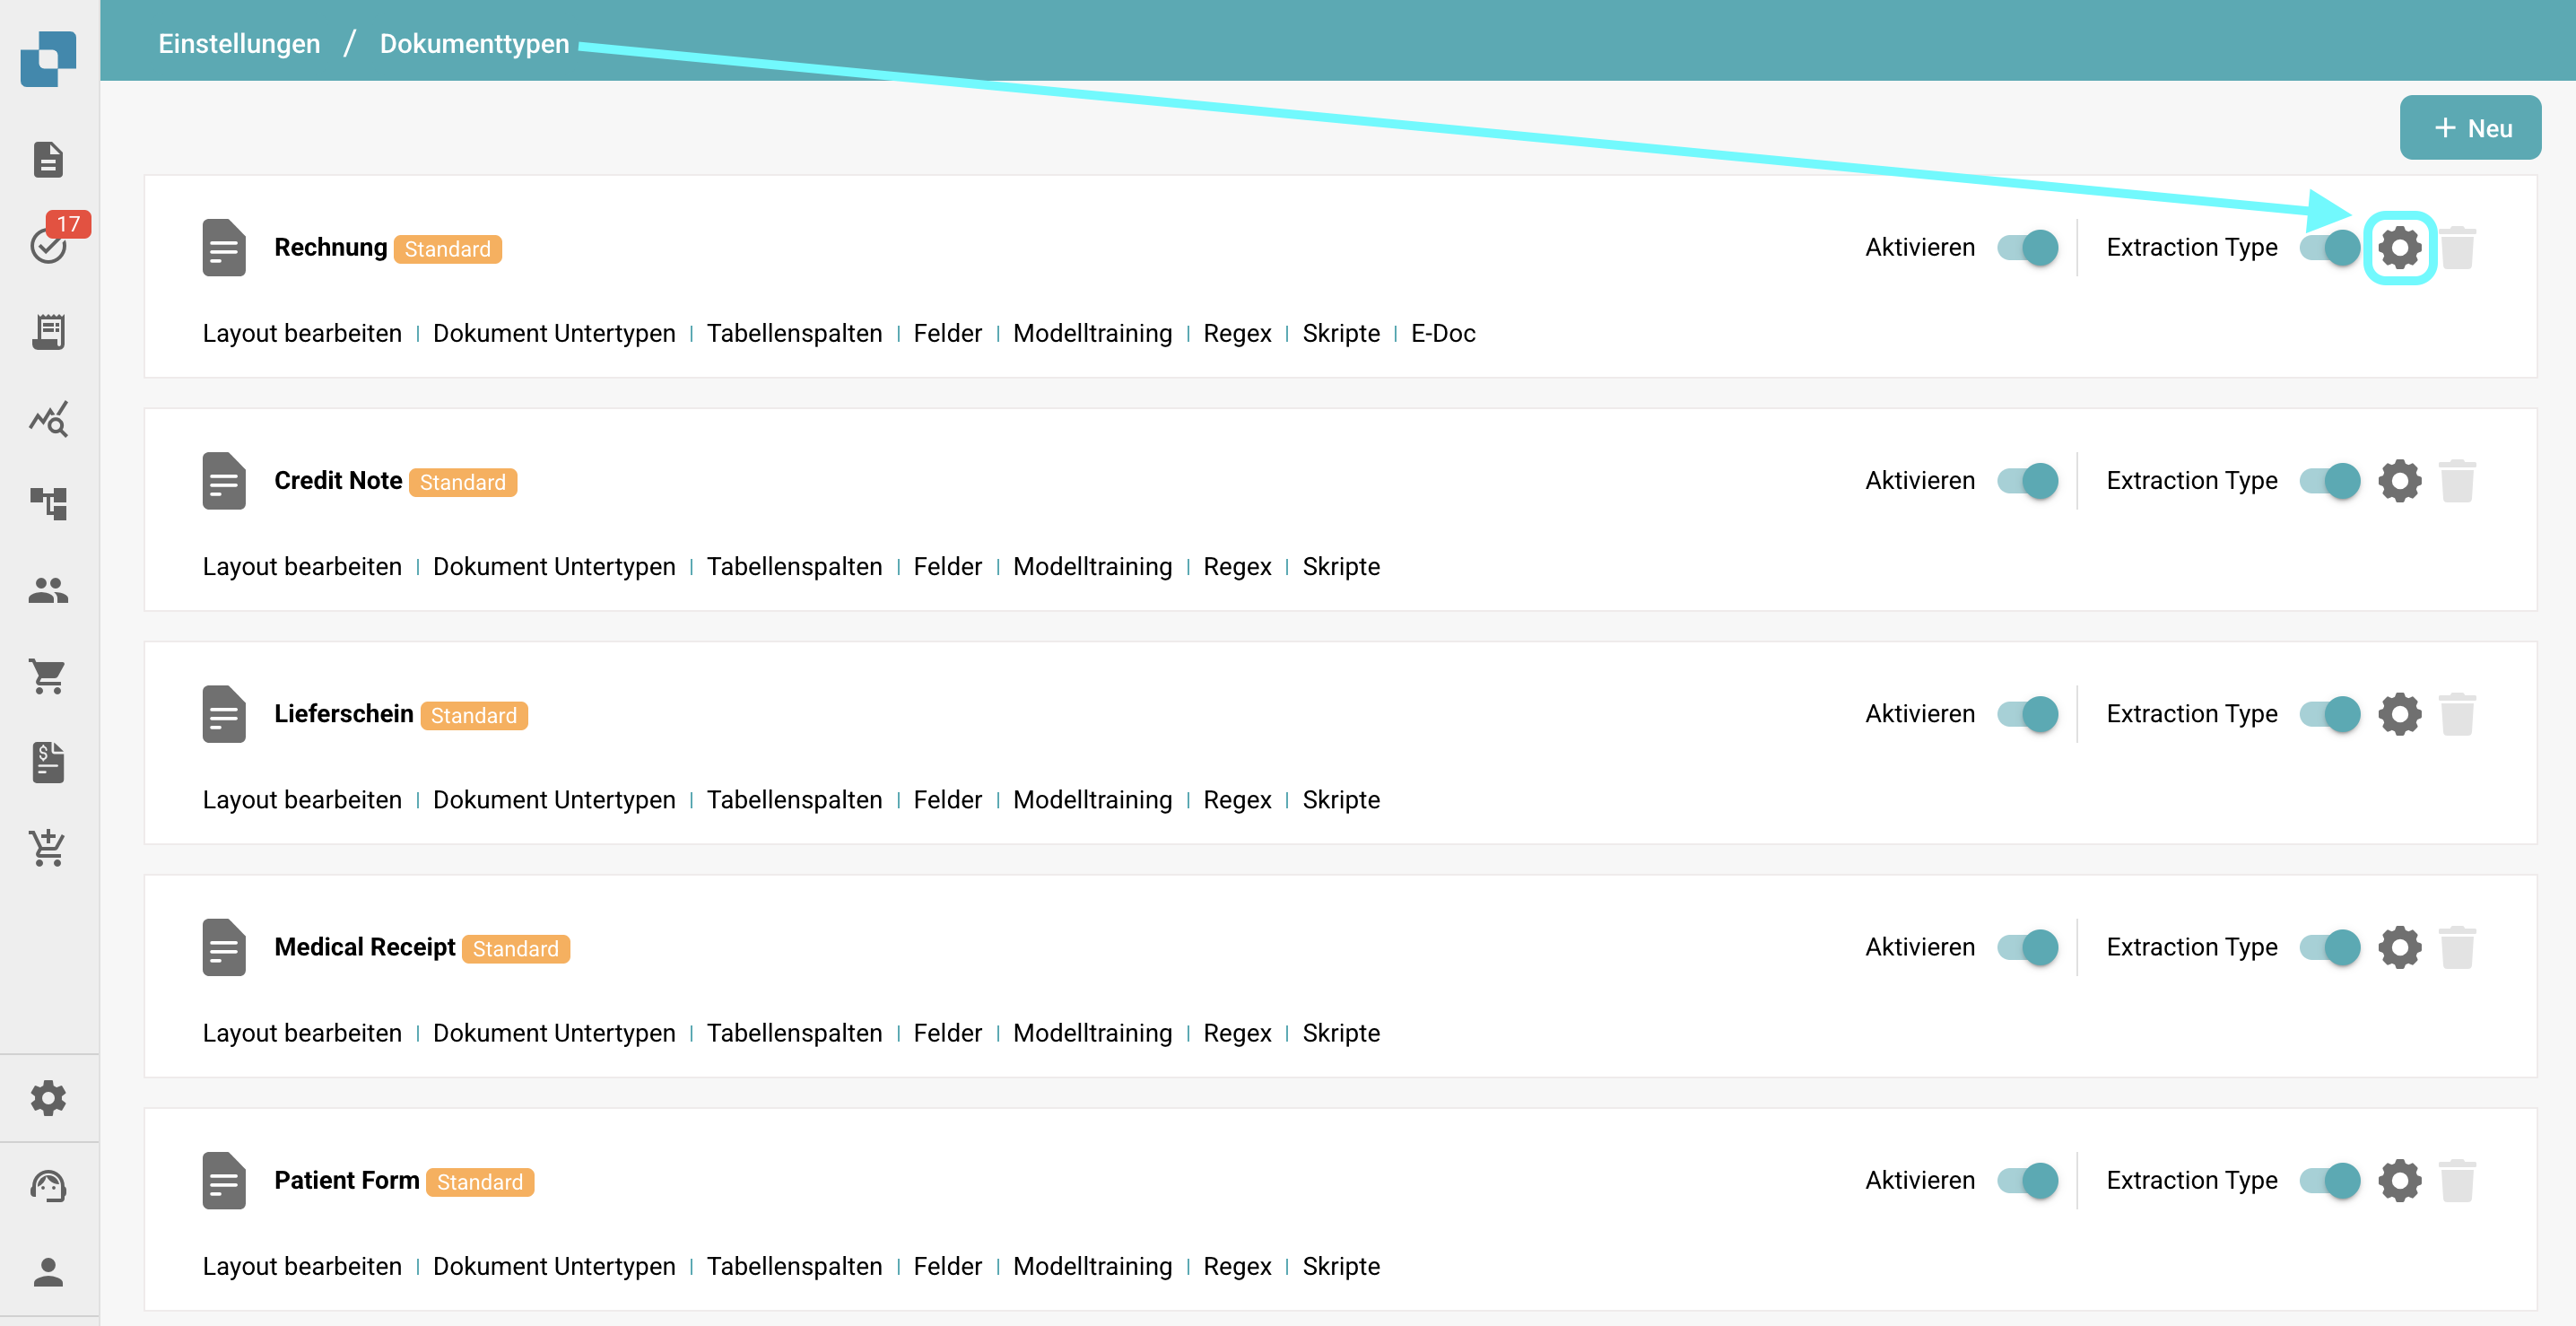 Einstellungen / Dokumenttypen
+ Neu
17
Rechnung Standard Aktivieren Extraction Type
Layout bearbeiten | Dokument Untertypen | Tabellenspalten | Felder | Modelltraining | Regex | Skripte | E-Doc
Credit Note Standard Aktivieren Extraction Type
Layout bearbeiten | Dokument Untertypen | Tabellenspalten | Felder | Modelltraining | Regex | Skripte
Lieferschein Standard Aktivieren Extraction Type
Layout bearbeiten | Dokument Untertypen | Tabellenspalten | Felder | Modelltraining | Regex | Skripte
Medical Receipt Standard Aktivieren Extraction Type
Layout bearbeiten | Dokument Untertypen | Tabellenspalten | Felder | Modelltraining | Regex | Skripte
Patient Form Standard Aktivieren Extraction Type
Layout bearbeiten | Dokument Untertypen | Tabellenspalten | Felder | Modelltraining | Regex | Skripte